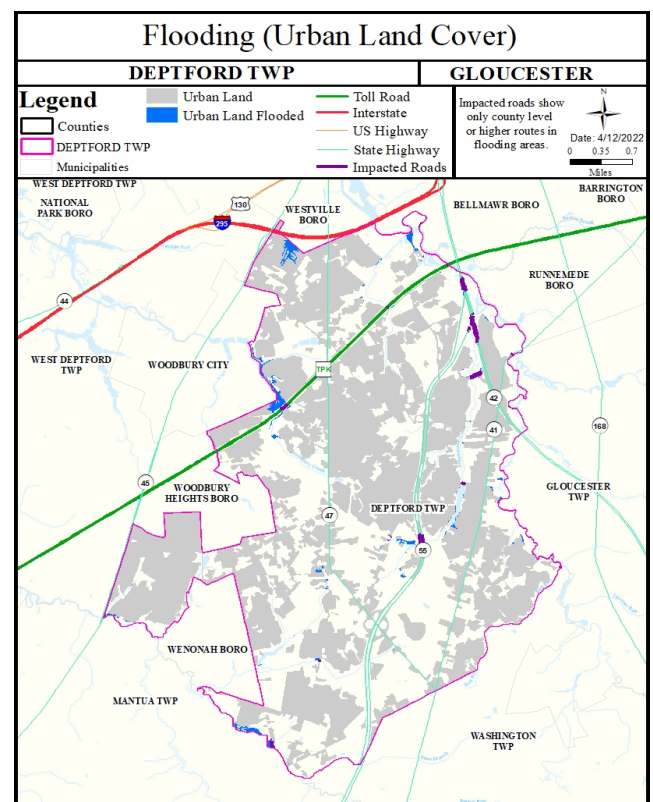 Flooding (Urban Land Cover)
DEPTFORD TWP
GLOUCESTER
Legend
Counties
DEPTFORD TWP
Municipalities
Urban Land
Urban Land Flooded
Toll Road
Interstate
US Highway
State Highway
Impacted Roads
Impacted roads show
only county level
or higher routes in
flooding areas.
N
Date: 4/12/2022
0 0.35 0.7
Miles
WEST DEPTFORD TWP
NATIONAL
PARK BORO
130
295
WESTVILLE
BORO
BELLMAWR BORO
BARRINGTON
BORO
RUNNEMEDE
BORO
44
WEST DEPTFORD
TWP
WOODBURY CITY
TPK
42
41
168
45
WOODBURY
HEIGHTS BORO
47
DEPTFORD TWP
GLOUCESTER
TWP
55
WENONAH BORO
MANTUA TWP
WASHINGTON
TWP